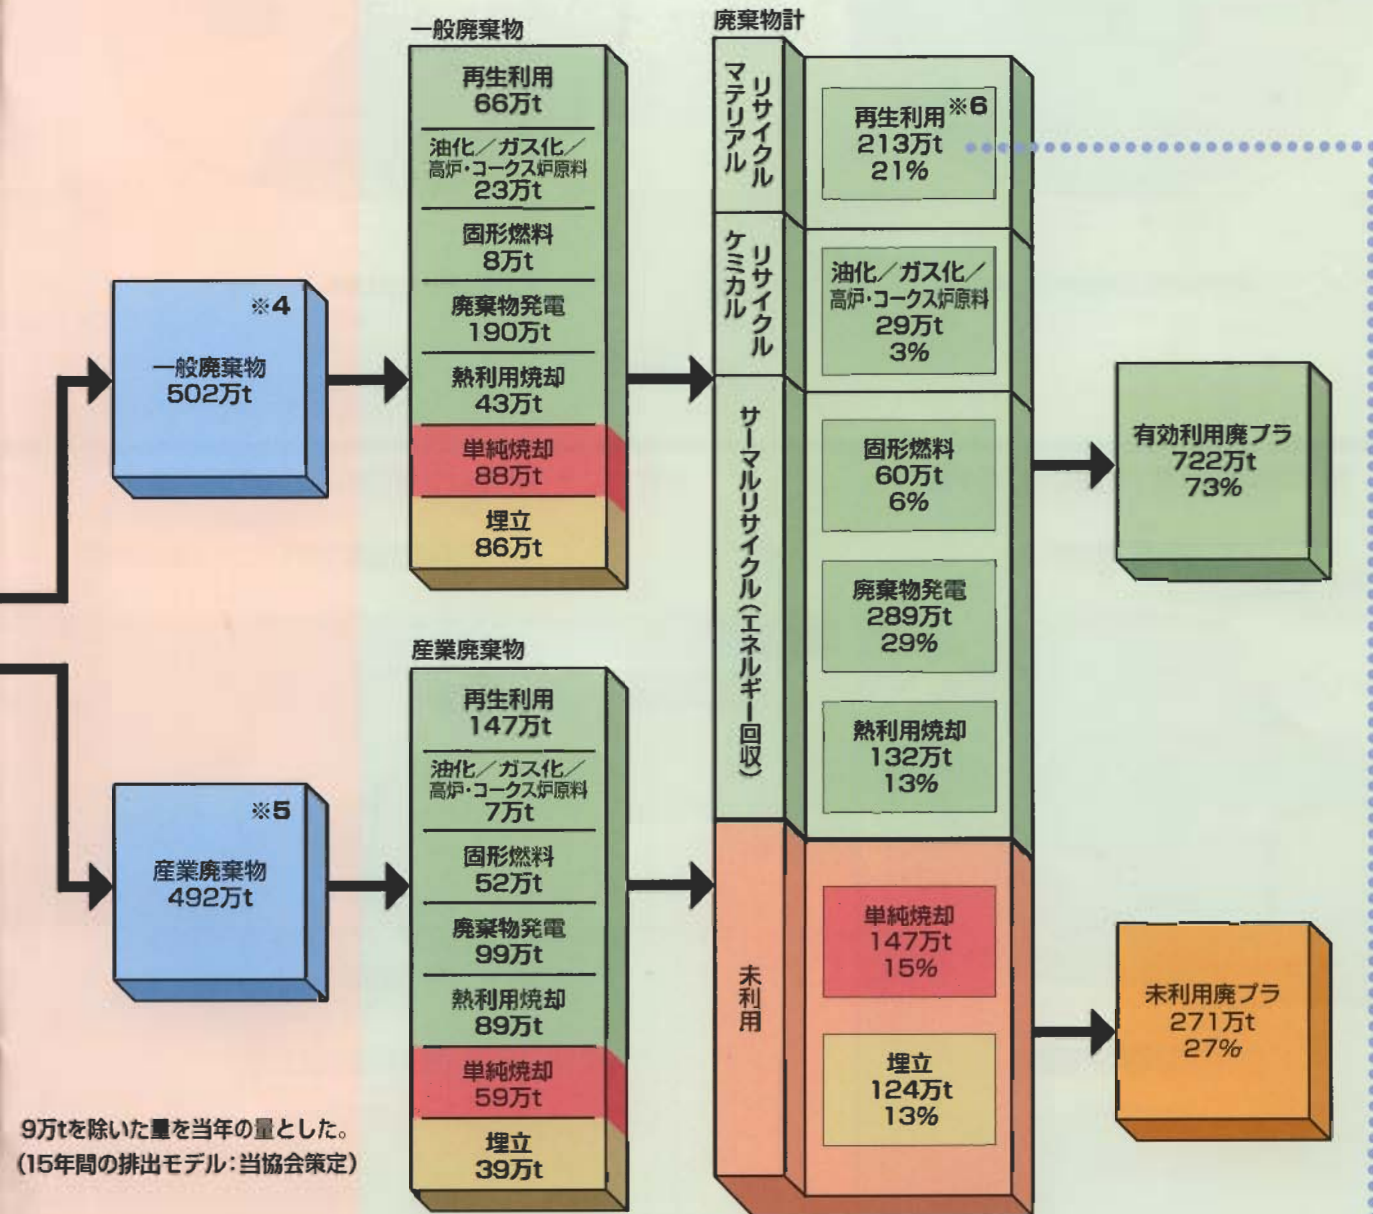 ※4
一般廃棄物
502万t
※5
産業廃棄物
492万t
9万tを除いた量を当年の量とした。
(15年間の排出モデル:当協会策定)
一般廃棄物
再生利用
66万t
油化/ガス化/
高炉・コークス炉原料
23万t
固形燃料
8万t
廃棄物発電
190万t
熱利用焼却
43万t
単純焼却
88万t
埋立
86万t
産業廃棄物
再生利用
147万t
油化/ガス化/
高炉・コークス炉原料
7万t
固形燃料
52万t
廃棄物発電
99万t
熱利用焼却
89万t
単純焼却
59万t
埋立
39万t
廃棄物計
マテリアル
リサイクル
再生利用※6
213万t
21%
ケミカル
リサイクル
油化/ガス化/
高炉・コークス炉原料
29万t
3%
サーマルリサイクル(エネルギー回収)
固形燃料
60万t
6%
廃棄物発電
289万t
29%
熱利用焼却
132万t
13%
未利用
単純焼却
147万t
15%
埋立
124万t
13%
有効利用廃プラ
722万t
73%
未利用廃プラ
271万t
27%